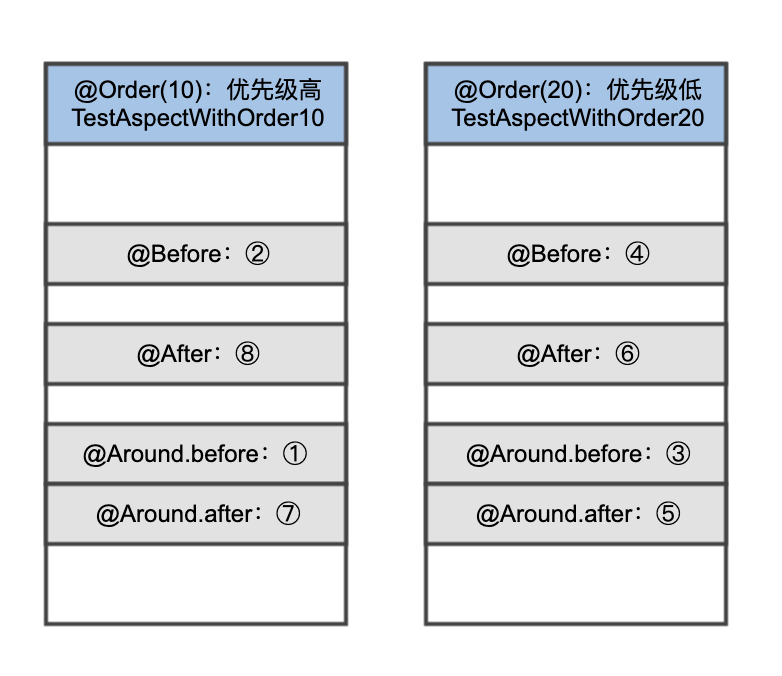 @Order(10)：优先级高
TestAspectWithOrder10
@Before：②
@After：⑧
@Around.before：①
@Around.after：⑦
@Order(20)：优先级低
TestAspectWithOrder20
@Before：④
@After：⑥
@Around.before：③
@Around.after：⑤